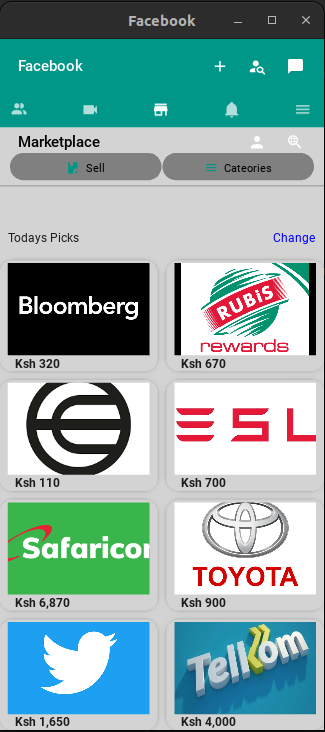 Facebook
Facebook
Marketplace
Sell
Cateories
Todays Picks
Change
Bloomberg
RUBiS
rewards
Ksh 320
Ksh 670
ESL
Ksh 110
Ksh 700
Safaricon
TOYOTA
Ksh 6,870
Ksh 900
Telkom
Ksh 1,650
Ksh 4,000